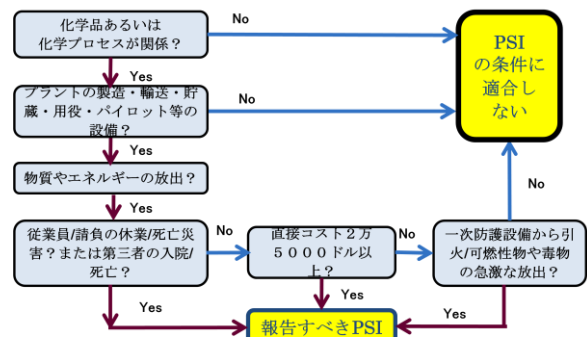 化学品あるいは
化学プロセスが関係？
No
PSI
の条件に
適合し
ない
Yes
プラントの製造・輸送・貯
蔵・用役・パイロット等の
設備？
No
Yes
物質やエネルギーの放出？
No
Yes
従業員/請負の休業/死亡災
害？または第三者の入院/
死亡？
No
直接コスト２万
５０００ドル以
上？
No
一次防護設備から引
火/可燃性物や毒物
の急激な放出？
Yes
Yes
Yes
報告すべきPSI